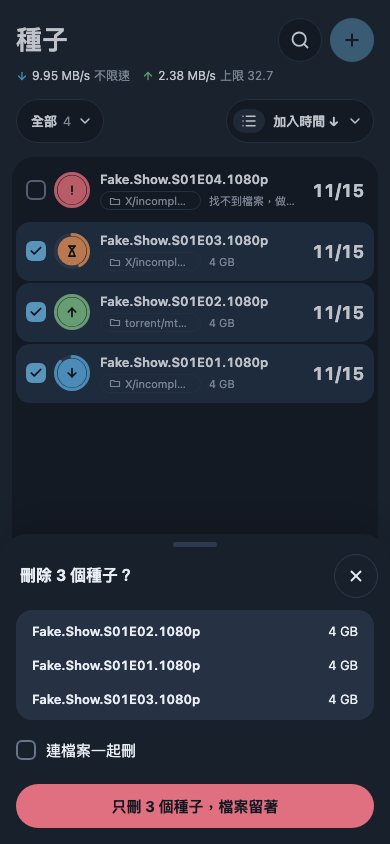 種子
9.95 MB/s 不限速 2.38 MB/s 上限 32.7
全部 4 加入時間
Fake.Show.S01E04.1080p
X/incompl... 找不到檔案，做... 11/15
Fake.Show.S01E03.1080p
X/incompl... 4 GB 11/15
Fake.Show.S01E02.1080p
torrent/mt... 4 GB 11/15
Fake.Show.S01E01.1080p
X/incompl... 4 GB 11/15
刪除 3 個種子？
Fake.Show.S01E02.1080p 4 GB
Fake.Show.S01E01.1080p 4 GB
Fake.Show.S01E03.1080p 4 GB
連檔案一起刪
只刪 3 個種子，檔案留著